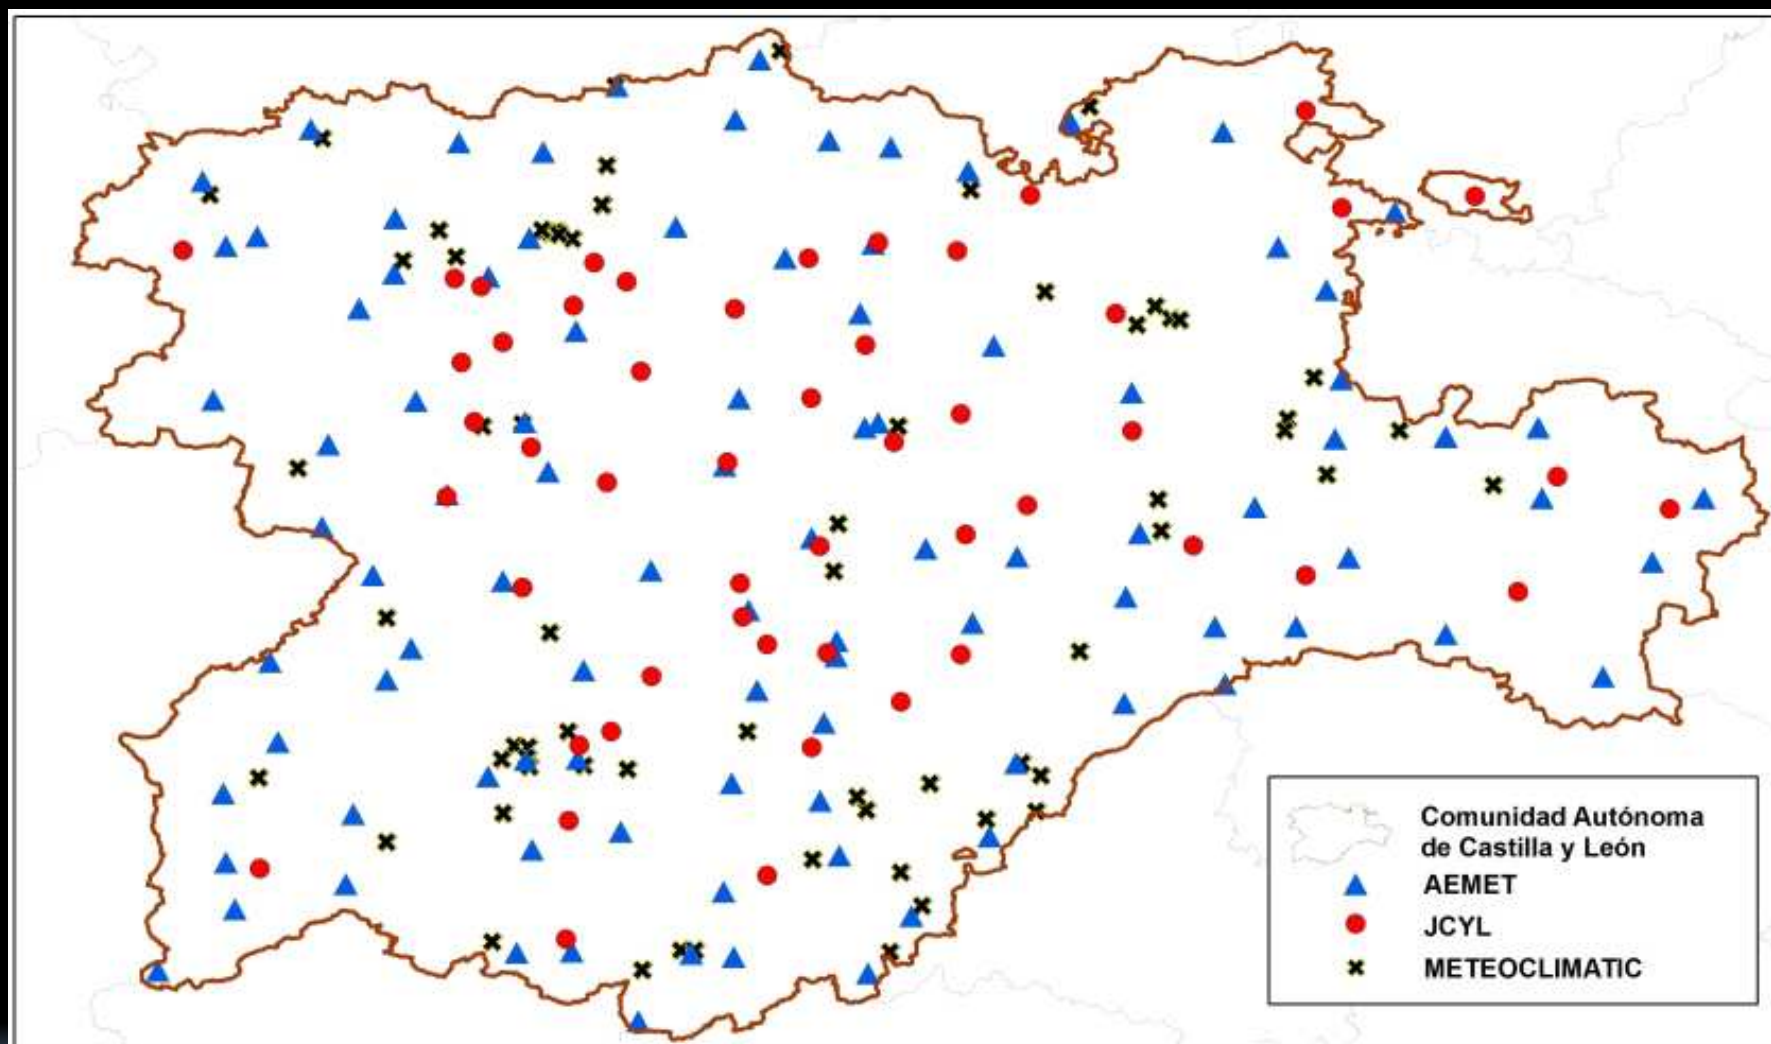 Comunidad Autónoma
de Castilla y León
AEMET
JCYL
METEOCLIMATIC